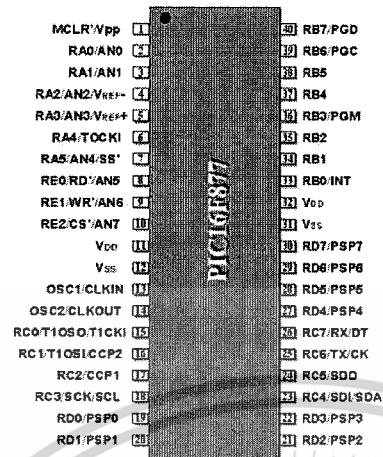 MCLR'/Vpp 1
RA0/AN0 2
RA1/AN1 3
RA2/AN2/VREF- 4
RA3/AN3/VREF+ 5
RA4/TOCKI 6
RA5/AN4/SS' 7
RE0/RD'/AN5 8
RE1/WR'/AN6 9
RE2/CS'/AN7 10
VDD 11
VSS 12
OSC1/CLKIN 13
OSC2/CLKOUT 14
RC0/T1OSO/T1CKI 15
RC1/T1OSI/CCP2 16
RC2/CCP1 17
RC3/SCK/SCL 18
RD0/PSP0 19
RD1/PSP1 20
PIC16F877
40 RB7/PGD
39 RB6/PGC
38 RB5
37 RB4
36 RB3/PGM
35 RB2
34 RB1
33 RB0/INT
32 VDD
31 VSS
30 RD7/PSP7
29 RD6/PSP6
28 RD5/PSP5
27 RD4/PSP4
26 RC7/RX/DT
25 RC6/TX/CK
24 RC5/SDO
23 RC4/SDI/SDA
22 RD3/PSP3
21 RD2/PSP2